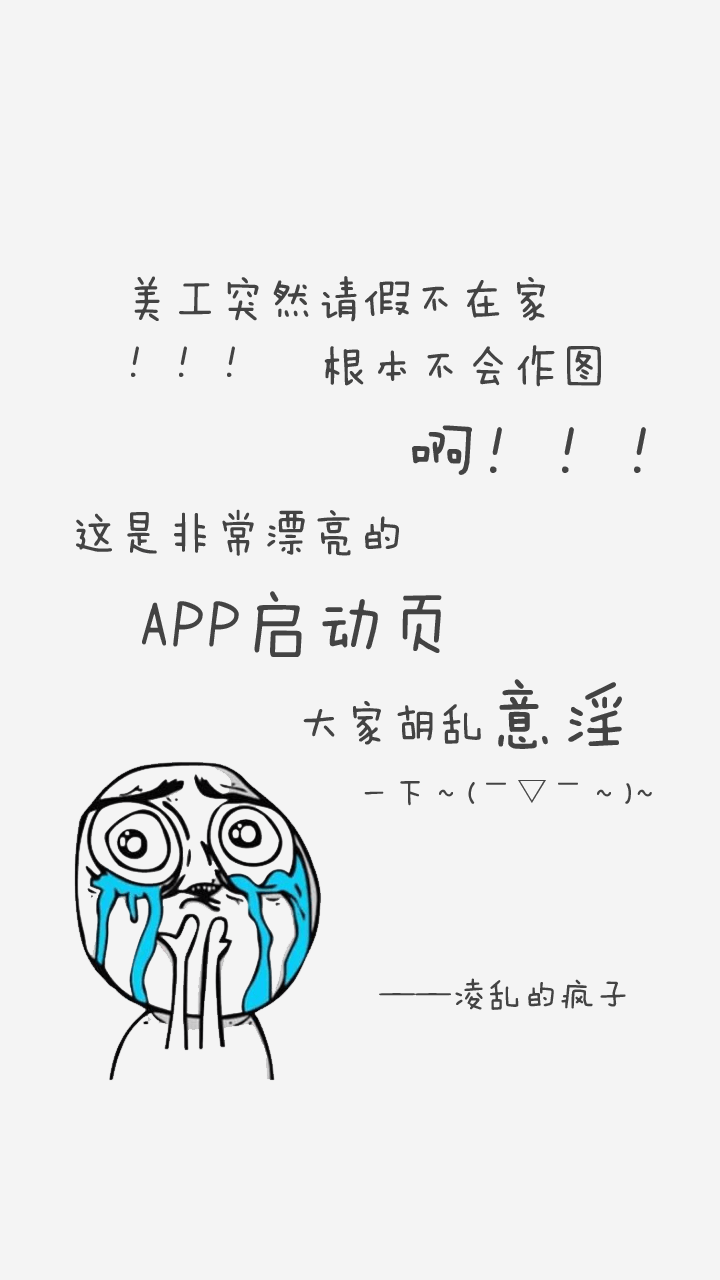 美工突然请假不在家
！！！ 根本不会作图
啊！！！
这是非常漂亮的
APP启动页
大家胡乱意淫
一下~(￣▽￣~)~
——凌乱的疯子